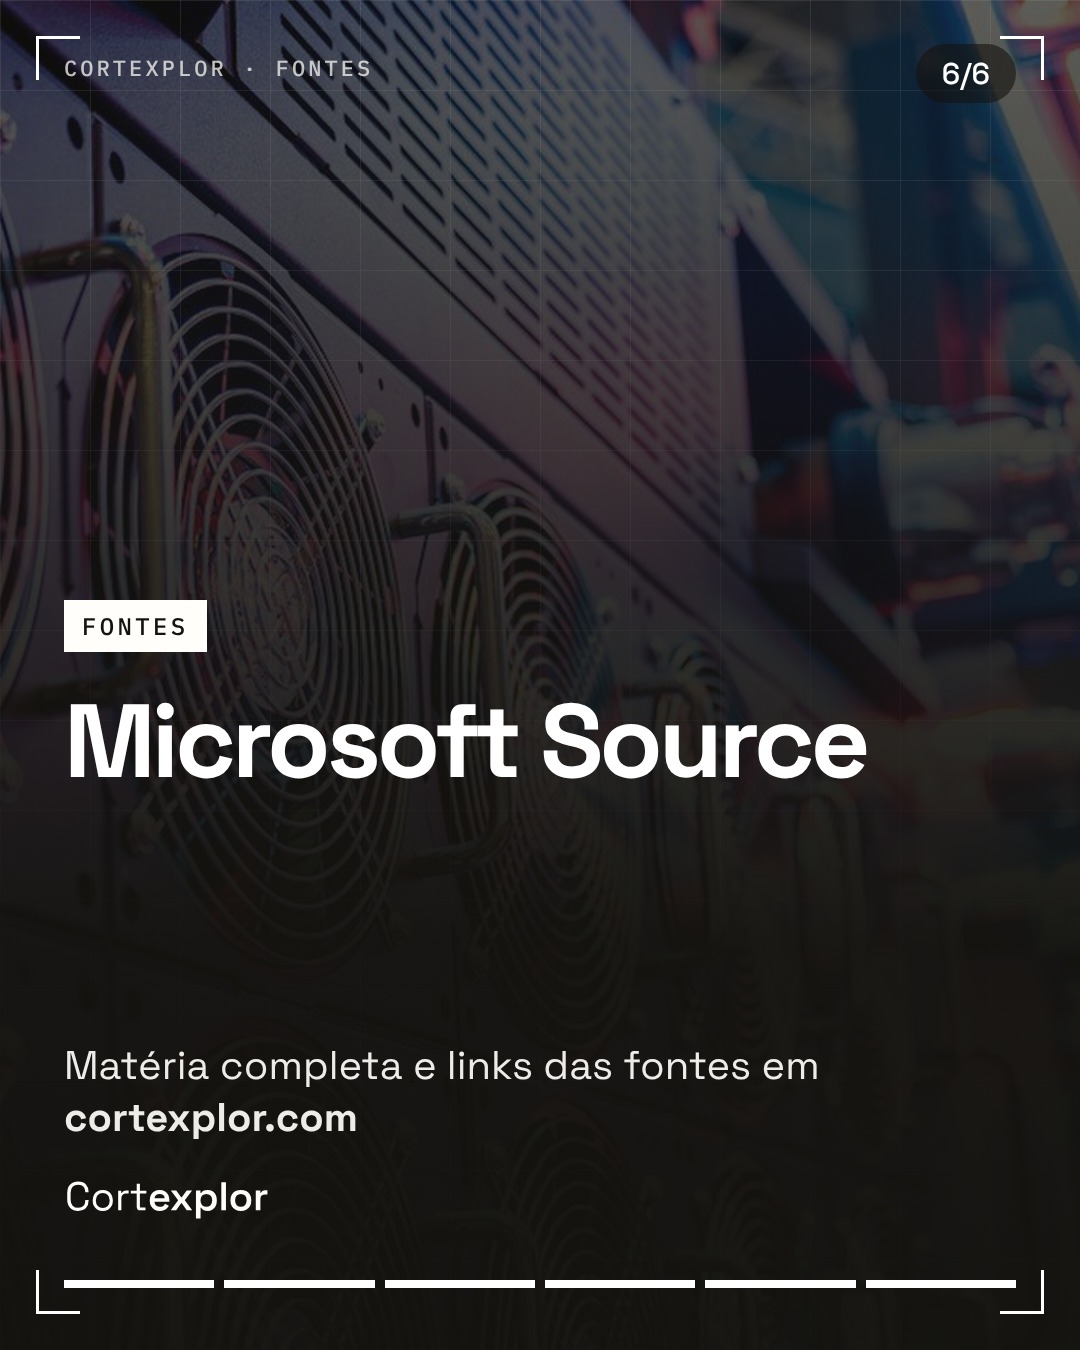 CORTEXPLOR · FONTES
6/6
FONTES
Microsoft Source
Matéria completa e links das fontes em
cortexplor.com
Cortexplor